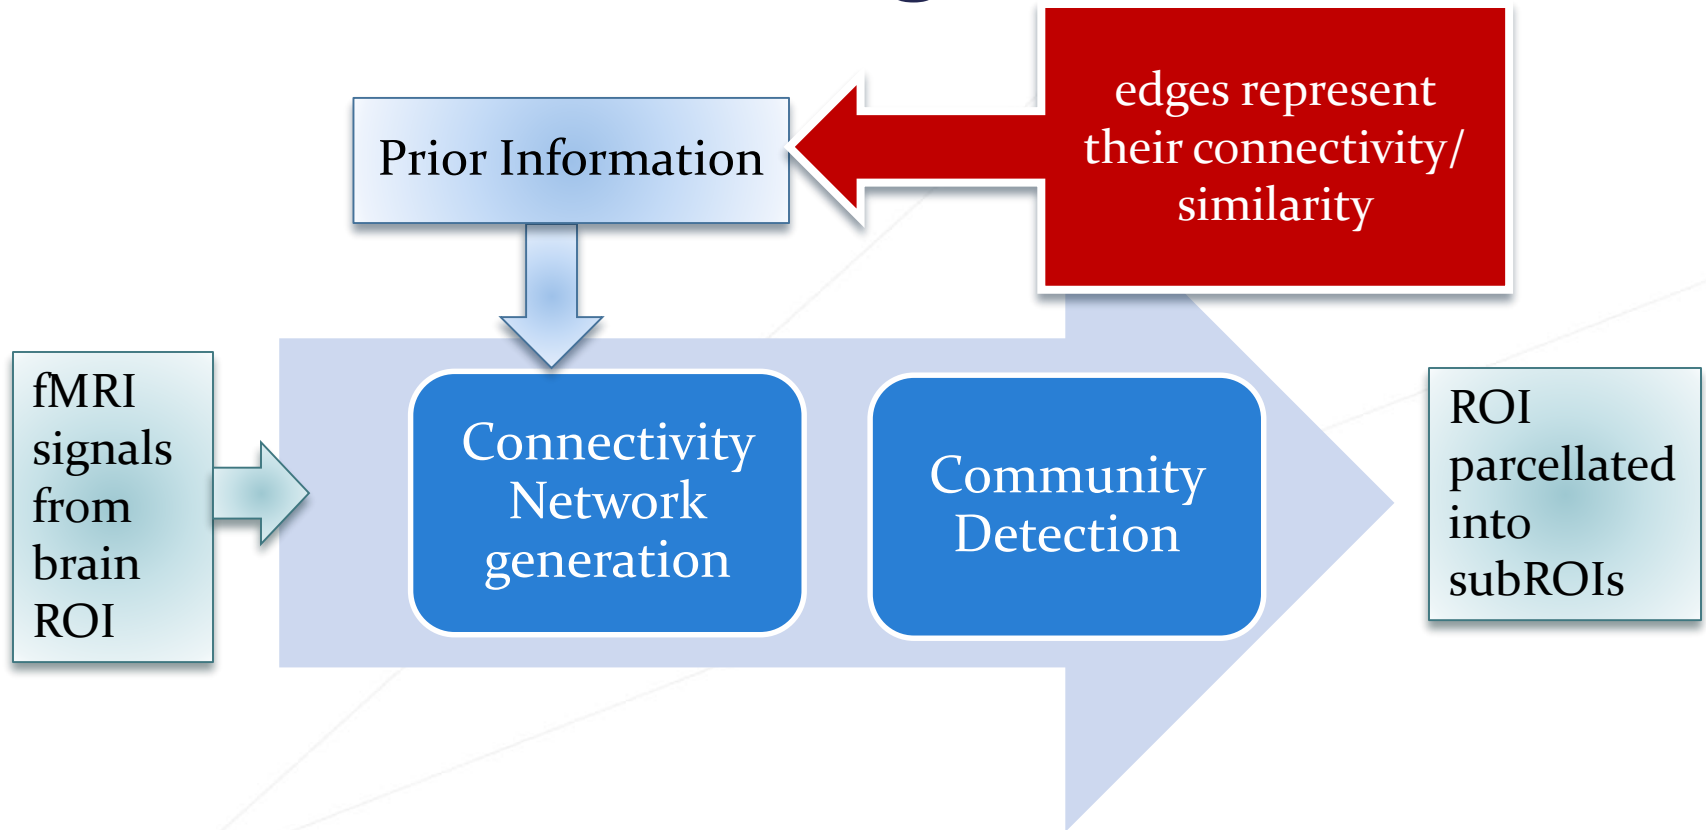 edges represent
their connectivity/
similarity
Prior Information
fMRI
signals
from
brain
ROI
Connectivity
Network
generation
Community
Detection
ROI
parcellated
into
subROIs